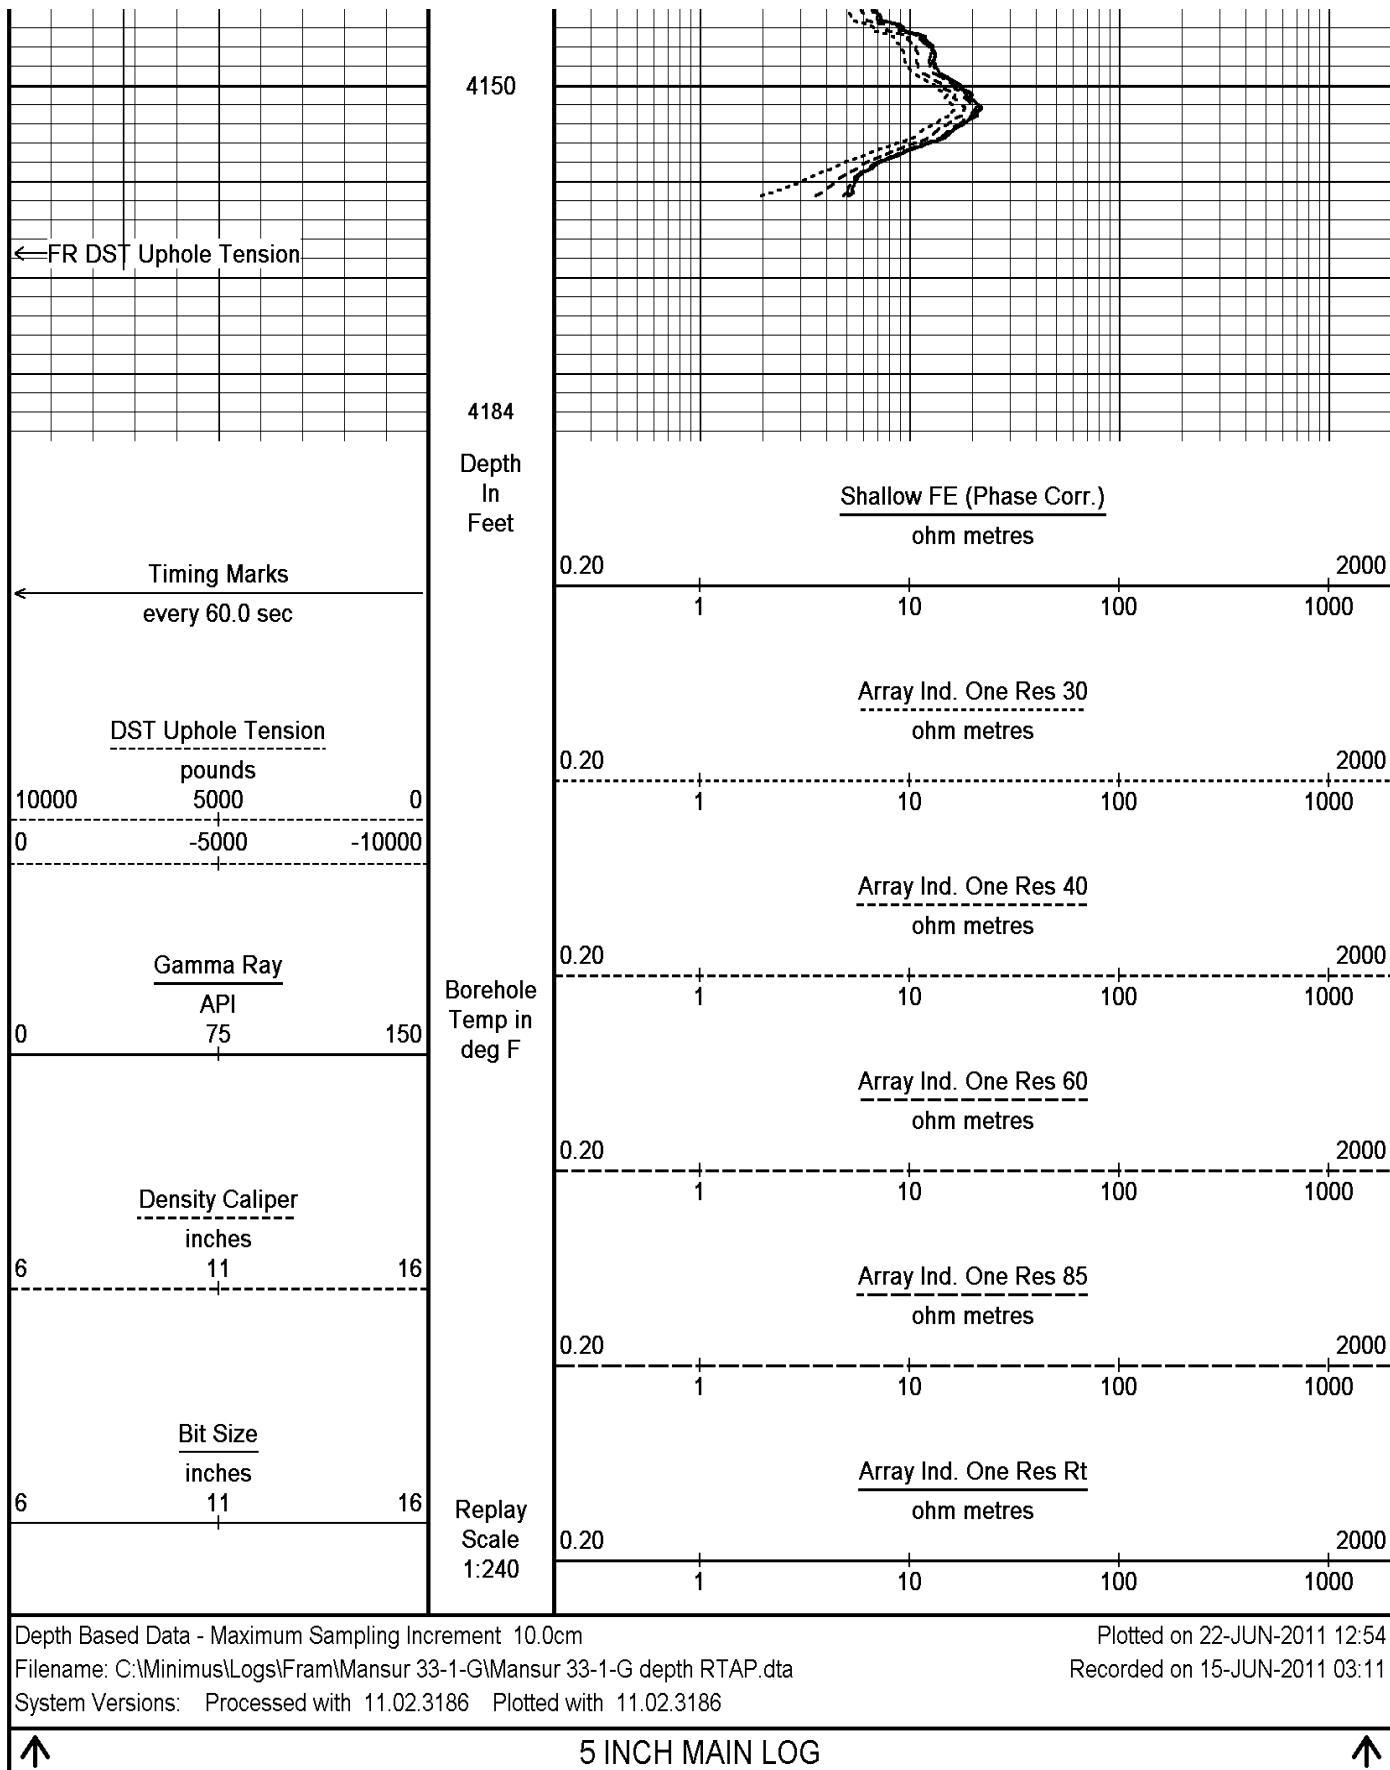 4150
FR DST Uphole Tension
4184
Depth
In
Feet
Timing Marks
every 60.0 sec
DST Uphole Tension
pounds
10000 5000 0
0 -5000 -10000
Gamma Ray
API
0 75 150
Density Caliper
inches
6 11 16
Bit Size
inches
6 11 16
Borehole
Temp in
deg F
Replay
Scale
1:240
Shallow FE (Phase Corr.)
ohm metres
0.20 2000
1 10 100 1000
Array Ind. One Res 30
ohm metres
0.20 2000
1 10 100 1000
Array Ind. One Res 40
ohm metres
0.20 2000
1 10 100 1000
Array Ind. One Res 60
ohm metres
0.20 2000
1 10 100 1000
Array Ind. One Res 85
ohm metres
0.20 2000
1 10 100 1000
Array Ind. One Res Rt
ohm metres
0.20 2000
1 10 100 1000
Depth Based Data - Maximum Sampling Increment 10.0cm
Plotted on 22-JUN-2011 12:54
Filename: C:\Minimus\Logs\Fram\Mansur 33-1-G\Mansur 33-1-G depth RTAP.dta
Recorded on 15-JUN-2011 03:11
System Versions: Processed with 11.02.3186 Plotted with 11.02.3186
5 INCH MAIN LOG